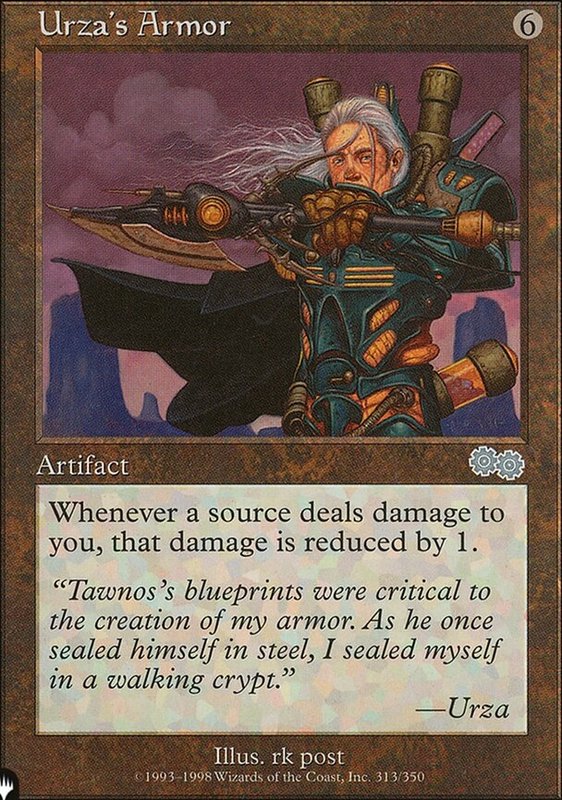 Urza's Armor 6
Artifact
Whenever a source deals damage to
you, that damage is reduced by 1.
“Tawnos's blueprints were critical to
the creation of my armor. As he once
sealed himself in steel, I sealed myself
in a walking crypt.”
—Urza
Illus. rk post
©1993–1998 Wizards of the Coast, Inc. 313/350